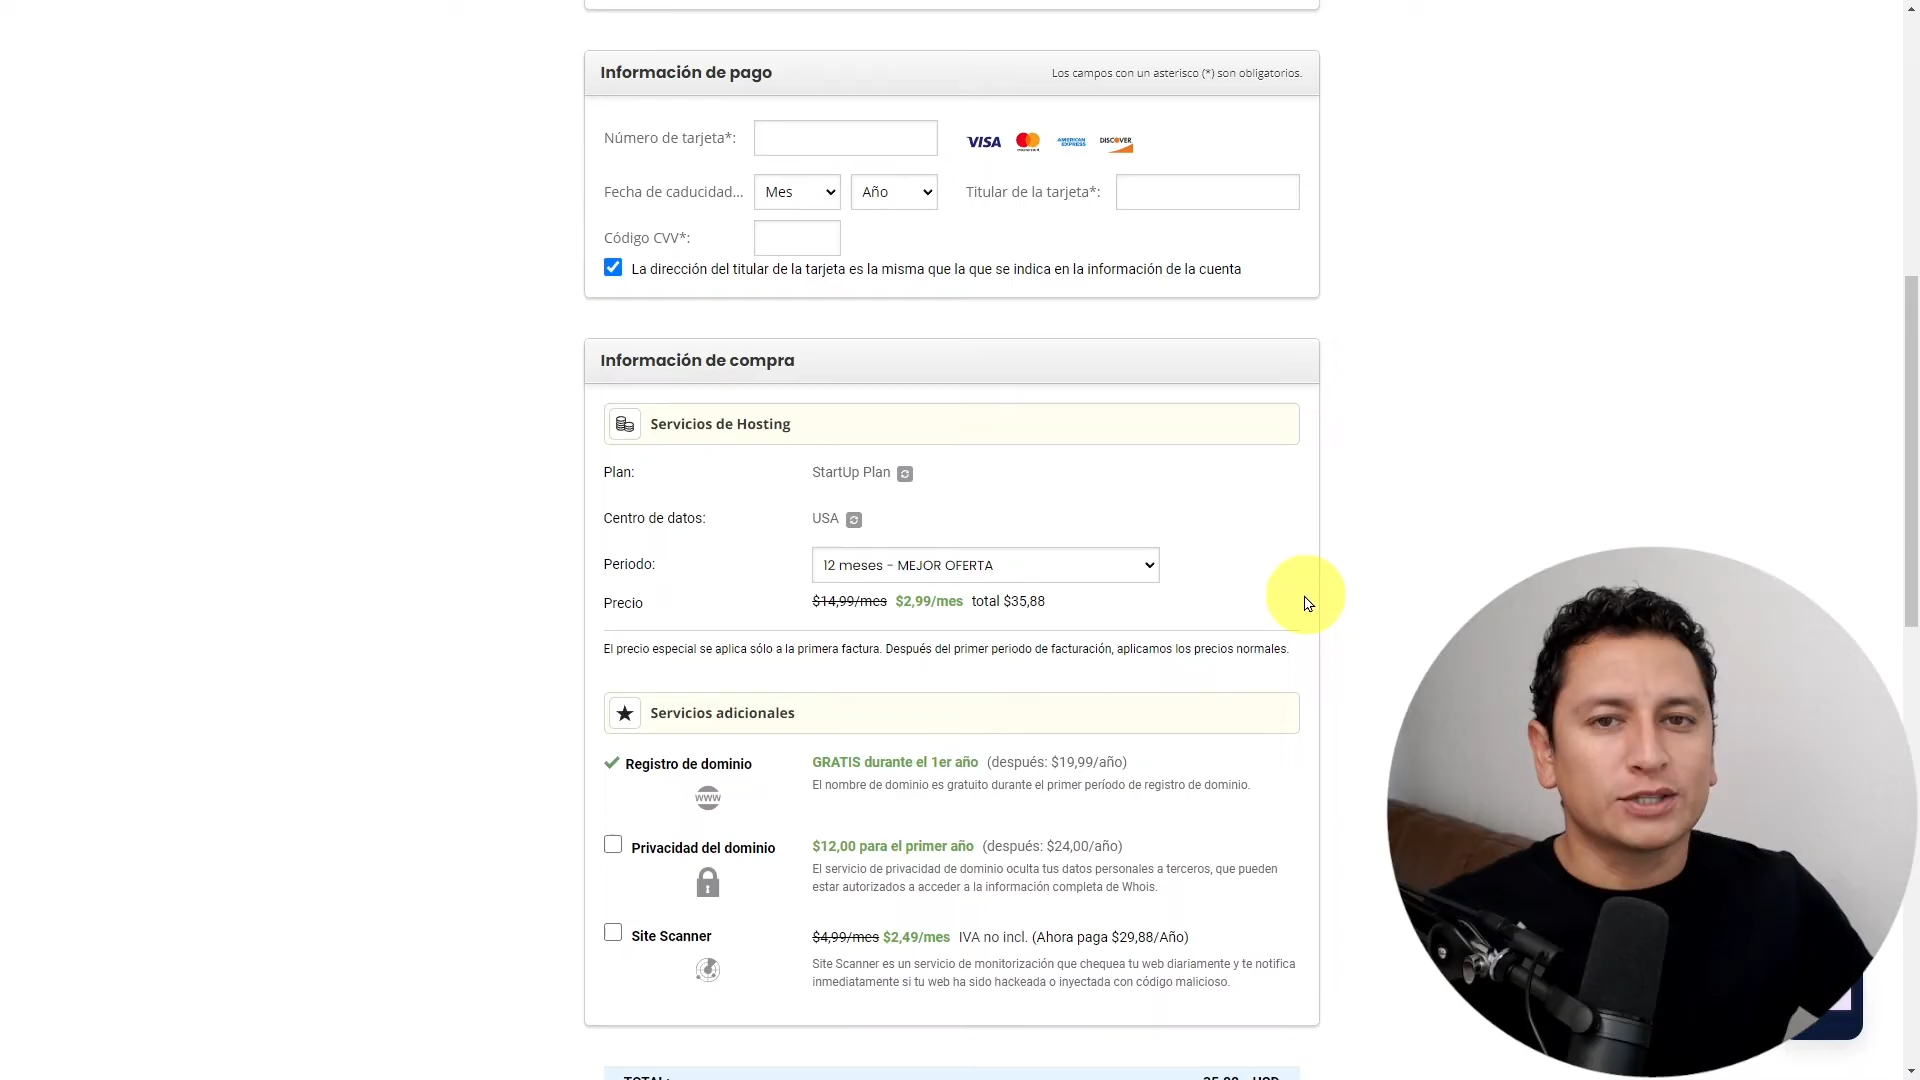 Información de pago
Los campos con un asterisco (*) son obligatorios.
Número de tarjeta*:
VISA
AMERICAN EXPRESS
DISCOVER
Fecha de caducidad...
Mes
Año
Titular de la tarjeta*:
Código CVV*:
La dirección del titular de la tarjeta es la misma que la que se indica en la información de la cuenta
Información de compra
Servicios de Hosting
Plan:
StartUp Plan
Centro de datos:
USA
Periodo:
12 meses - MEJOR OFERTA
Precio
$14,99/mes $2,99/mes total $35,88
El precio especial se aplica sólo a la primera factura. Después del primer periodo de facturación, aplicamos los precios normales.
Servicios adicionales
Registro de dominio
GRATIS durante el 1er año (después: $19,99/año)
El nombre de dominio es gratuito durante el primer período de registro de dominio.
www
Privacidad del dominio
$12,00 para el primer año (después: $24,00/año)
El servicio de privacidad de dominio oculta tus datos personales a terceros, que pueden
estar autorizados a acceder a la información completa de Whois.
Site Scanner
$4,99/mes $2,49/mes IVA no incl. (Ahora paga $29,88/Año)
Site Scanner es un servicio de monitorización que chequea tu web diariamente y te notifica
inmediatamente si tu web ha sido hackeada o inyectada con código malicioso.